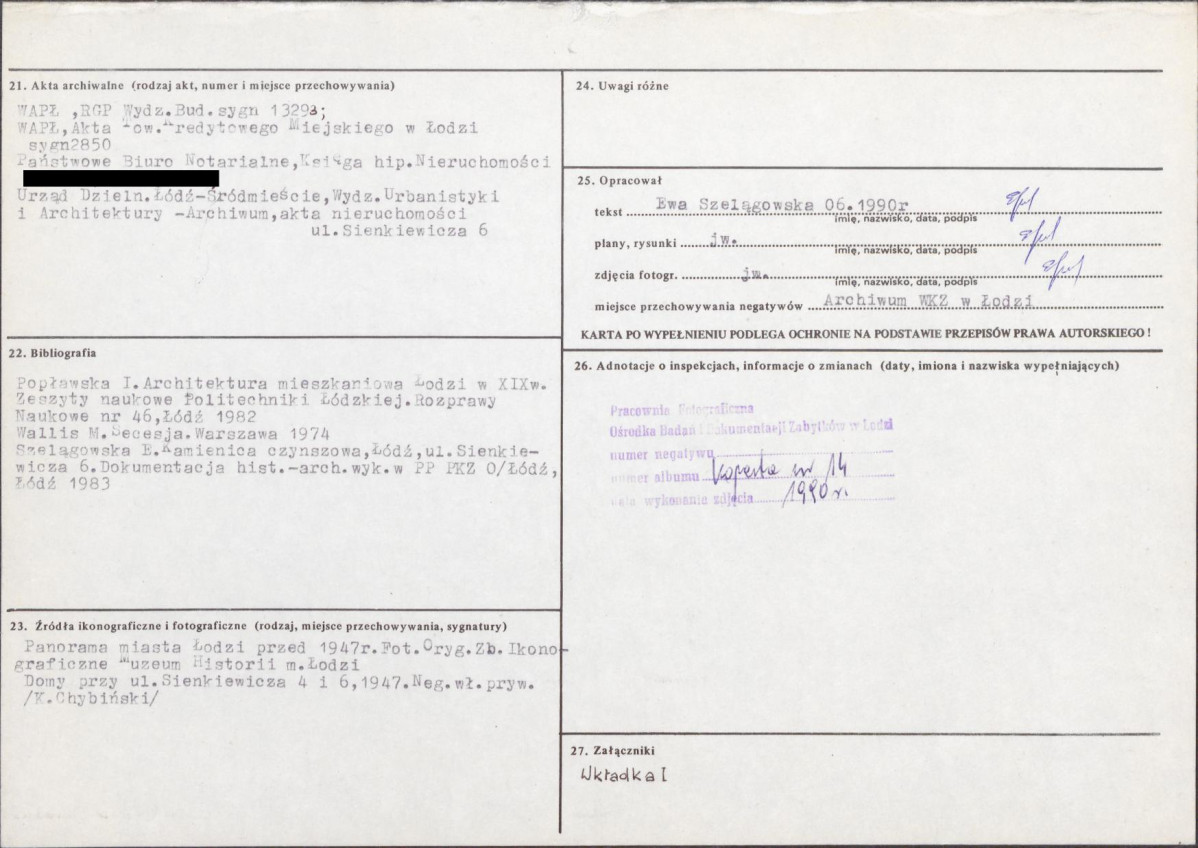 21. Akta archiwalne (rodzaj akt, numer i miejsce przechowywania)
WAPŁ ,RGP Wydz.Bud.sygn 1329a;
WAPŁ,Akta Tow.Kredytowego Miejskiego w Łodzi
sygn2850
Państwowe Biuro Notarialne,Księga hip.Nieruchomości
Urząd Dzieln.Łódź-Śródmieście,Wydz.Urbanistyki
i Architektury -Archiwum,akta nieruchomości
ul.Sienkiewicza 6
22. Bibliografia
Popławska I.Architektura mieszkaniowa Łodzi w XIXw.
Zeszyty naukowe Politechniki Łódzkiej.Rozprawy
Naukowe nr 46,Łódź 1982
Wallis M.Secesja.Warszawa 1974
Szelągowska E.Kamienica czynszowa,Łódź,ul.Sienkie-
wicza 6.Dokumentacja hist.-arch.wyk.w PP PKZ O/Łódź,
Łódź 1983
23. Źródła ikonograficzne i fotograficzne (rodzaj, miejsce przechowywania, sygnatury)
Panorama miasta Łodzi przed 1947r.Fot.Oryg.Zb.Ikono-
graficzne Muzeum Historii m.Łodzi
Domy przy ul.Sienkiewicza 4 i 6,1947.Neg.wł.pryw.
/K.Chybiński/
24. Uwagi różne
25. Opracował
tekst Ewa Szelągowska 06.1990r
imię, nazwisko, data, podpis
plany, rysunki jw.
imię, nazwisko, data, podpis
zdjęcia fotogr. jw.
imię, nazwisko, data, podpis
miejsce przechowywania negatywów Archiwum WKZ w Łodzi
KARTA PO WYPEŁNIENIU PODLEGA OCHRONIE NA PODSTAWIE PRZEPISÓW PRAWA AUTORSKIEGO !
26. Adnotacje o inspekcjach, informacje o zmianach (daty, imiona i nazwiska wypełniających)
Pracownia Fotograficzna
Ośrodka Badań i Dokumentacji Zabytków w Łodzi
numer negatywu
numer albumu koperta nr 14
data wykonanie zdjęcia 1990r.
27. Załączniki
Wkładka I